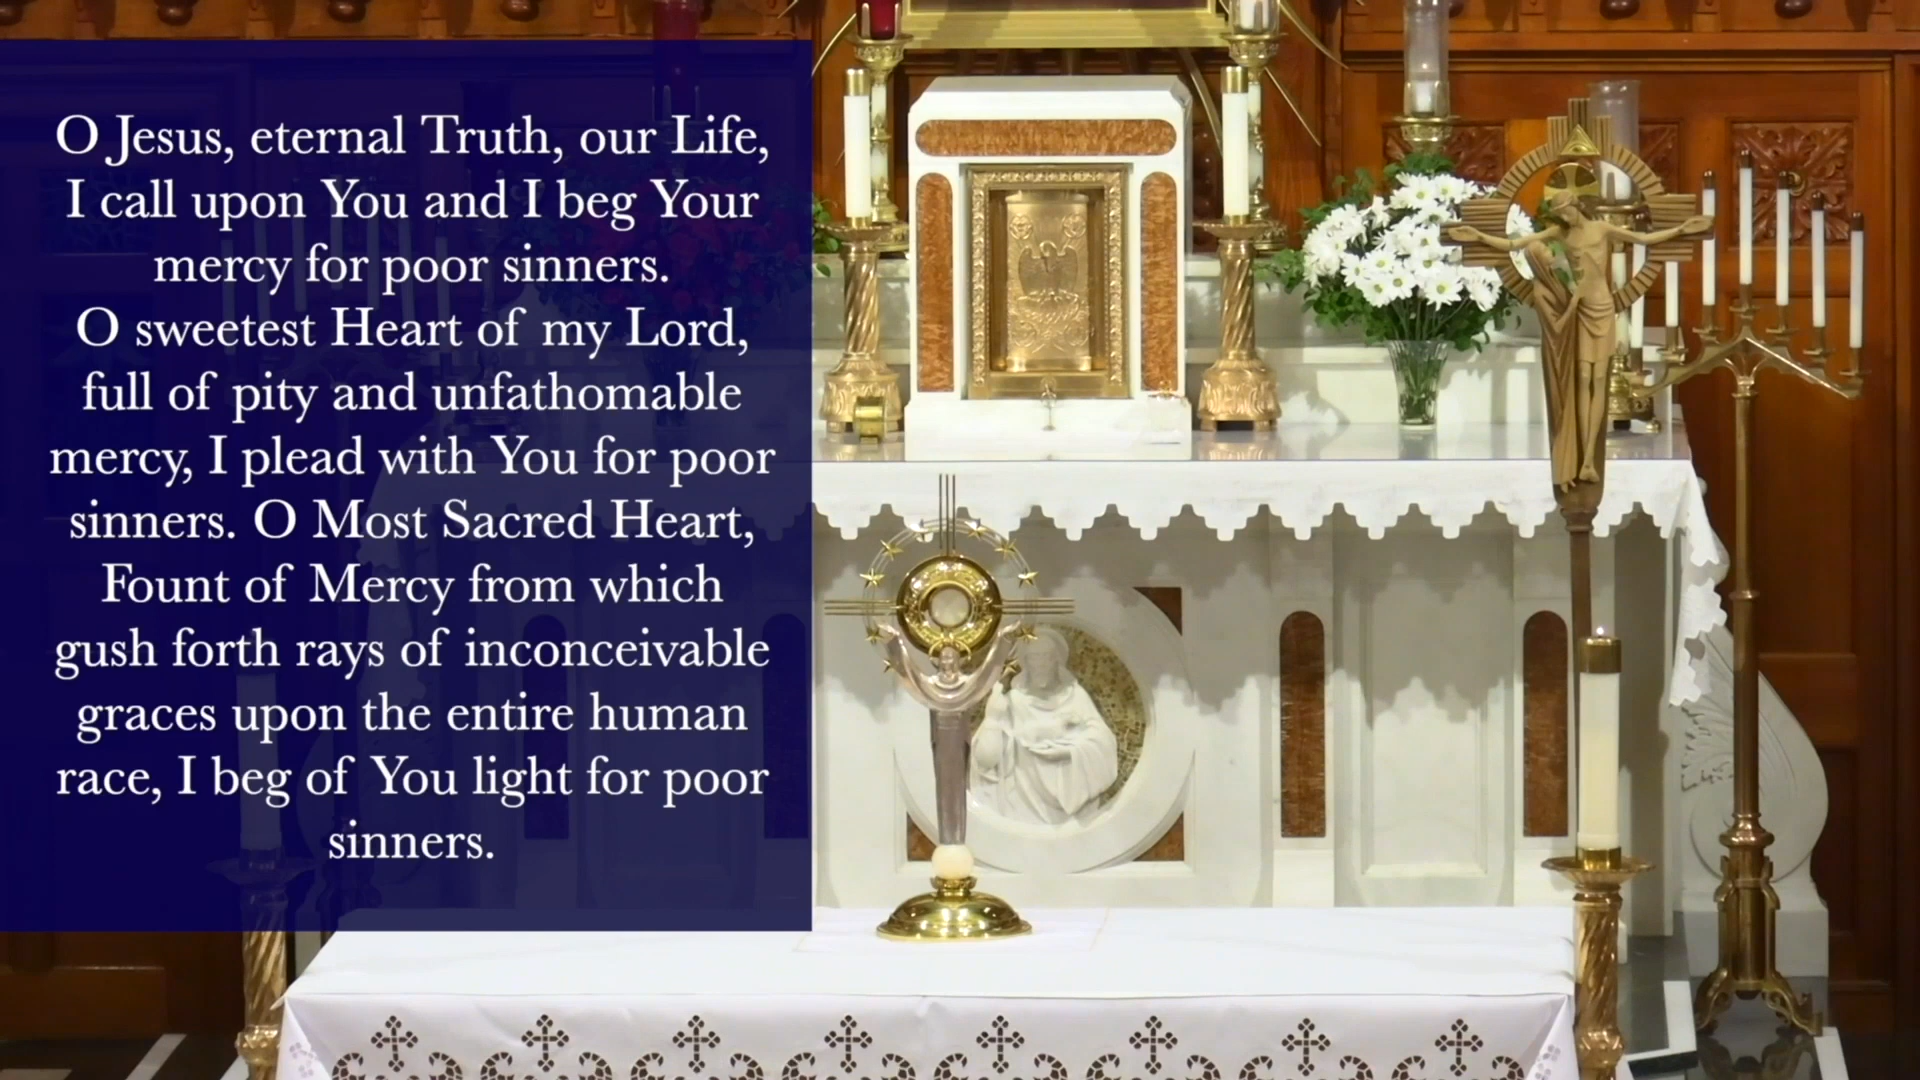 O Jesus, eternal Truth, our Life,
I call upon You and I beg Your
mercy for poor sinners.
O sweetest Heart of my Lord,
full of pity and unfathomable
mercy, I plead with You for poor
sinners. O Most Sacred Heart,
Fount of Mercy from which
gush forth rays of inconceivable
graces upon the entire human
race, I beg of You light for poor
sinners.